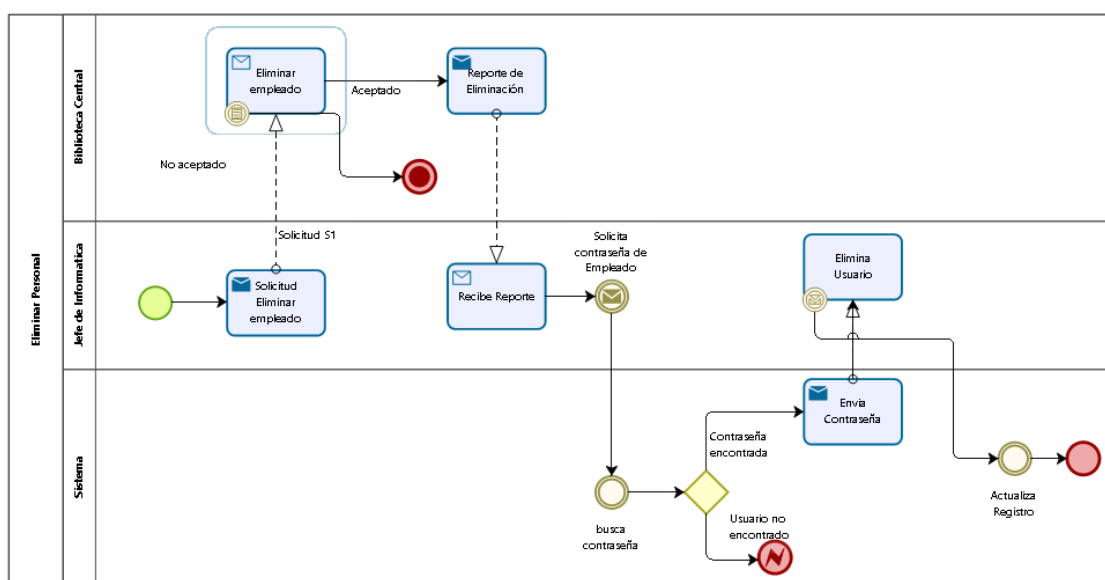 Eliminar Personal
Biblioteca Central
Eliminar
empleado
Aceptado
Reporte de
Eliminación
No aceptado
Jefe de Informatica
Solicitud S1
Solicitud
Eliminar
empleado
Recibe Reporte
Solicita
contraseña de
Empleado
Elimina
Usuario
Sistema
busca
contraseña
Contraseña
encontrada
Usuario no
encontrado
Envia
Contraseña
Actualiza
Registro